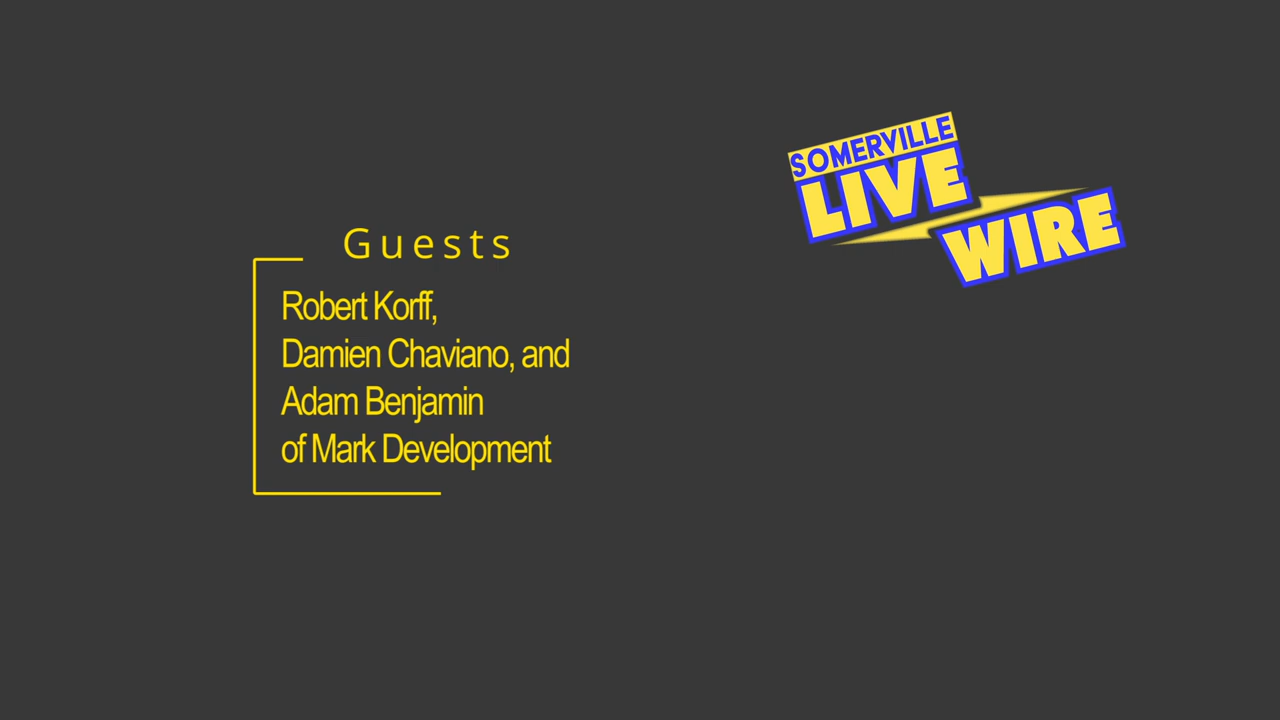 SOMERVILLE
LIVE
WIRE
Guests
Robert Korff,
Damien Chaviano, and
Adam Benjamin
of Mark Development